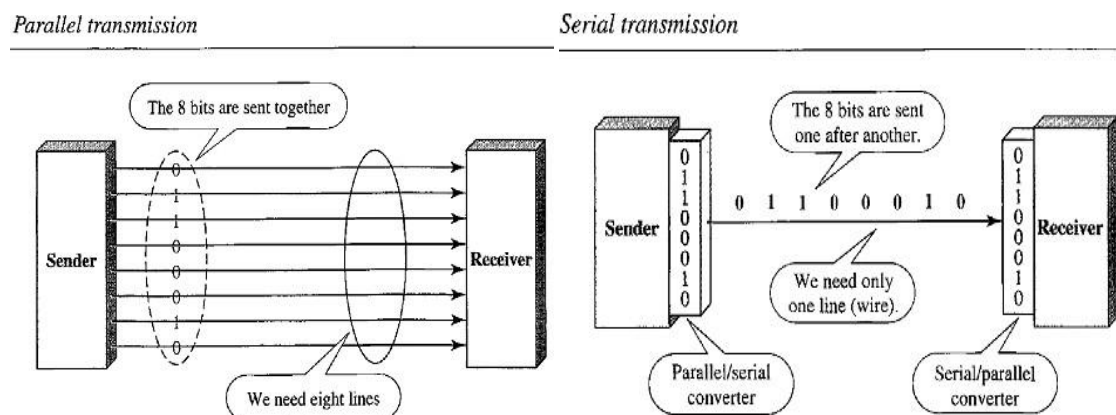 Parallel transmission
The 8 bits are sent together
0
1
1
0
0
0
1
0
Sender
Receiver
We need eight lines
Serial transmission
The 8 bits are sent
one after another.
Sender
0
1
1
0
0
0
1
0
0 1 1 0 0 0 1 0
0
1
1
0
0
0
1
0
Receiver
We need only
one line (wire).
Parallel/serial
converter
Serial/parallel
converter